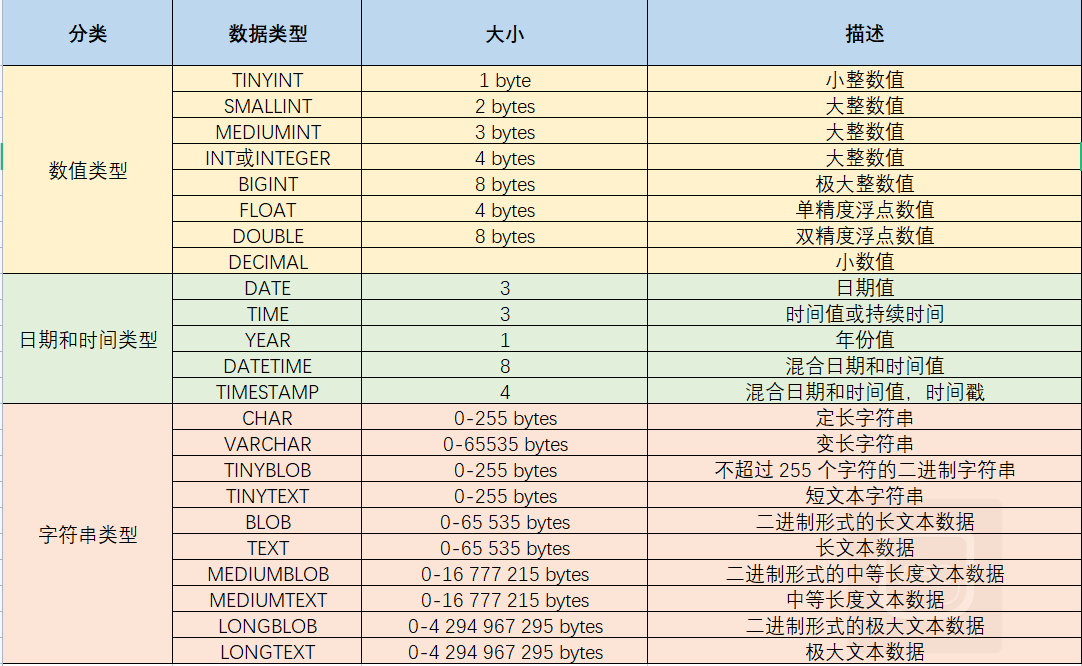 分类 数据类型 大小 描述
TINYINT 1 byte 小整数值
SMALLINT 2 bytes 大整数值
MEDIUMINT 3 bytes 大整数值
数值类型 INT或INTEGER 4 bytes 大整数值
BIGINT 8 bytes 极大整数值
FLOAT 4 bytes 单精度浮点数值
DOUBLE 8 bytes 双精度浮点数值
DECIMAL 小数值
DATE 3 日期值
TIME 3 时间值或持续时间
日期和时间类型 YEAR 1 年份值
DATETIME 8 混合日期和时间值
TIMESTAMP 4 混合日期和时间值，时间戳
CHAR 0-255 bytes 定长字符串
VARCHAR 0-65535 bytes 变长字符串
TINYBLOB 0-255 bytes 不超过 255 个字符的二进制字符串
TINYTEXT 0-255 bytes 短文本字符串
字符串类型 BLOB 0-65 535 bytes 二进制形式的长文本数据
TEXT 0-65 535 bytes 长文本数据
MEDIUMBLOB 0-16 777 215 bytes 二进制形式的中等长度文本数据
MEDIUMTEXT 0-16 777 215 bytes 中等长度文本数据
LONGBLOB 0-4 294 967 295 bytes 二进制形式的极大文本数据
LONGTEXT 0-4 294 967 295 bytes 极大文本数据